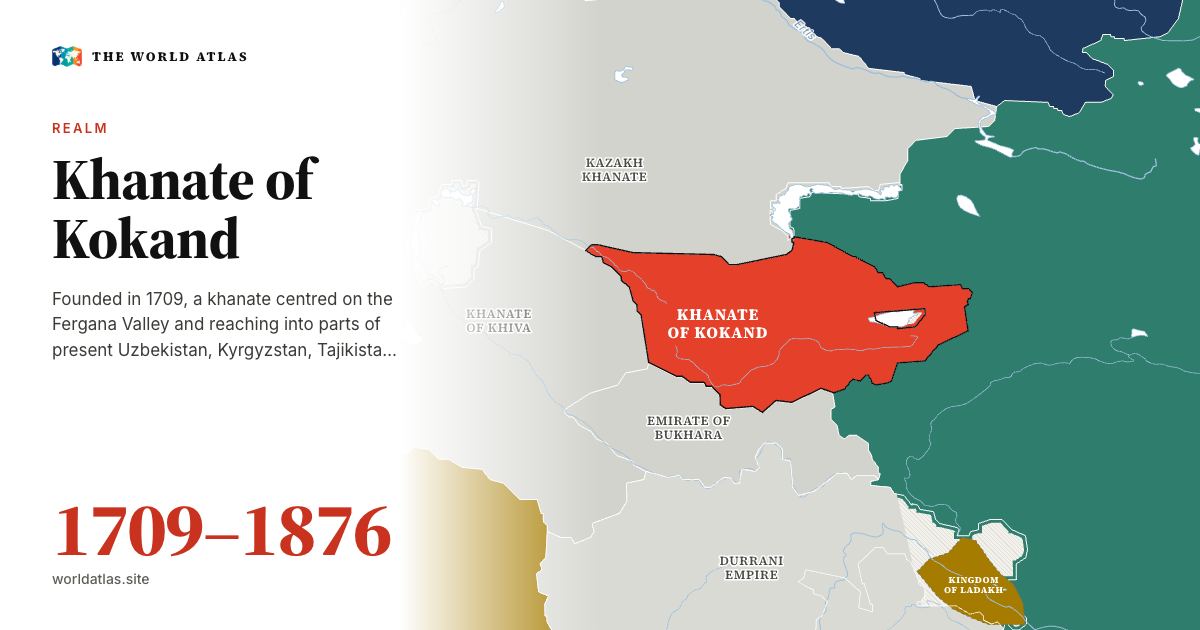 THE WORLD ATLAS
REALM
Khanate of
Kokand
Founded in 1709, a khanate centred on the
Fergana Valley and reaching into parts of
present Uzbekistan, Kyrgyzstan, Tajikista…
1709–1876
worldatlas.site
Ertis
KAZAKH
KHANATE
KHANATE
OF KHIVA
KHANATE
OF KOKAND
EMIRATE OF
BUKHARA
DURRANI
EMPIRE
KINGDOM
OF LADAKH